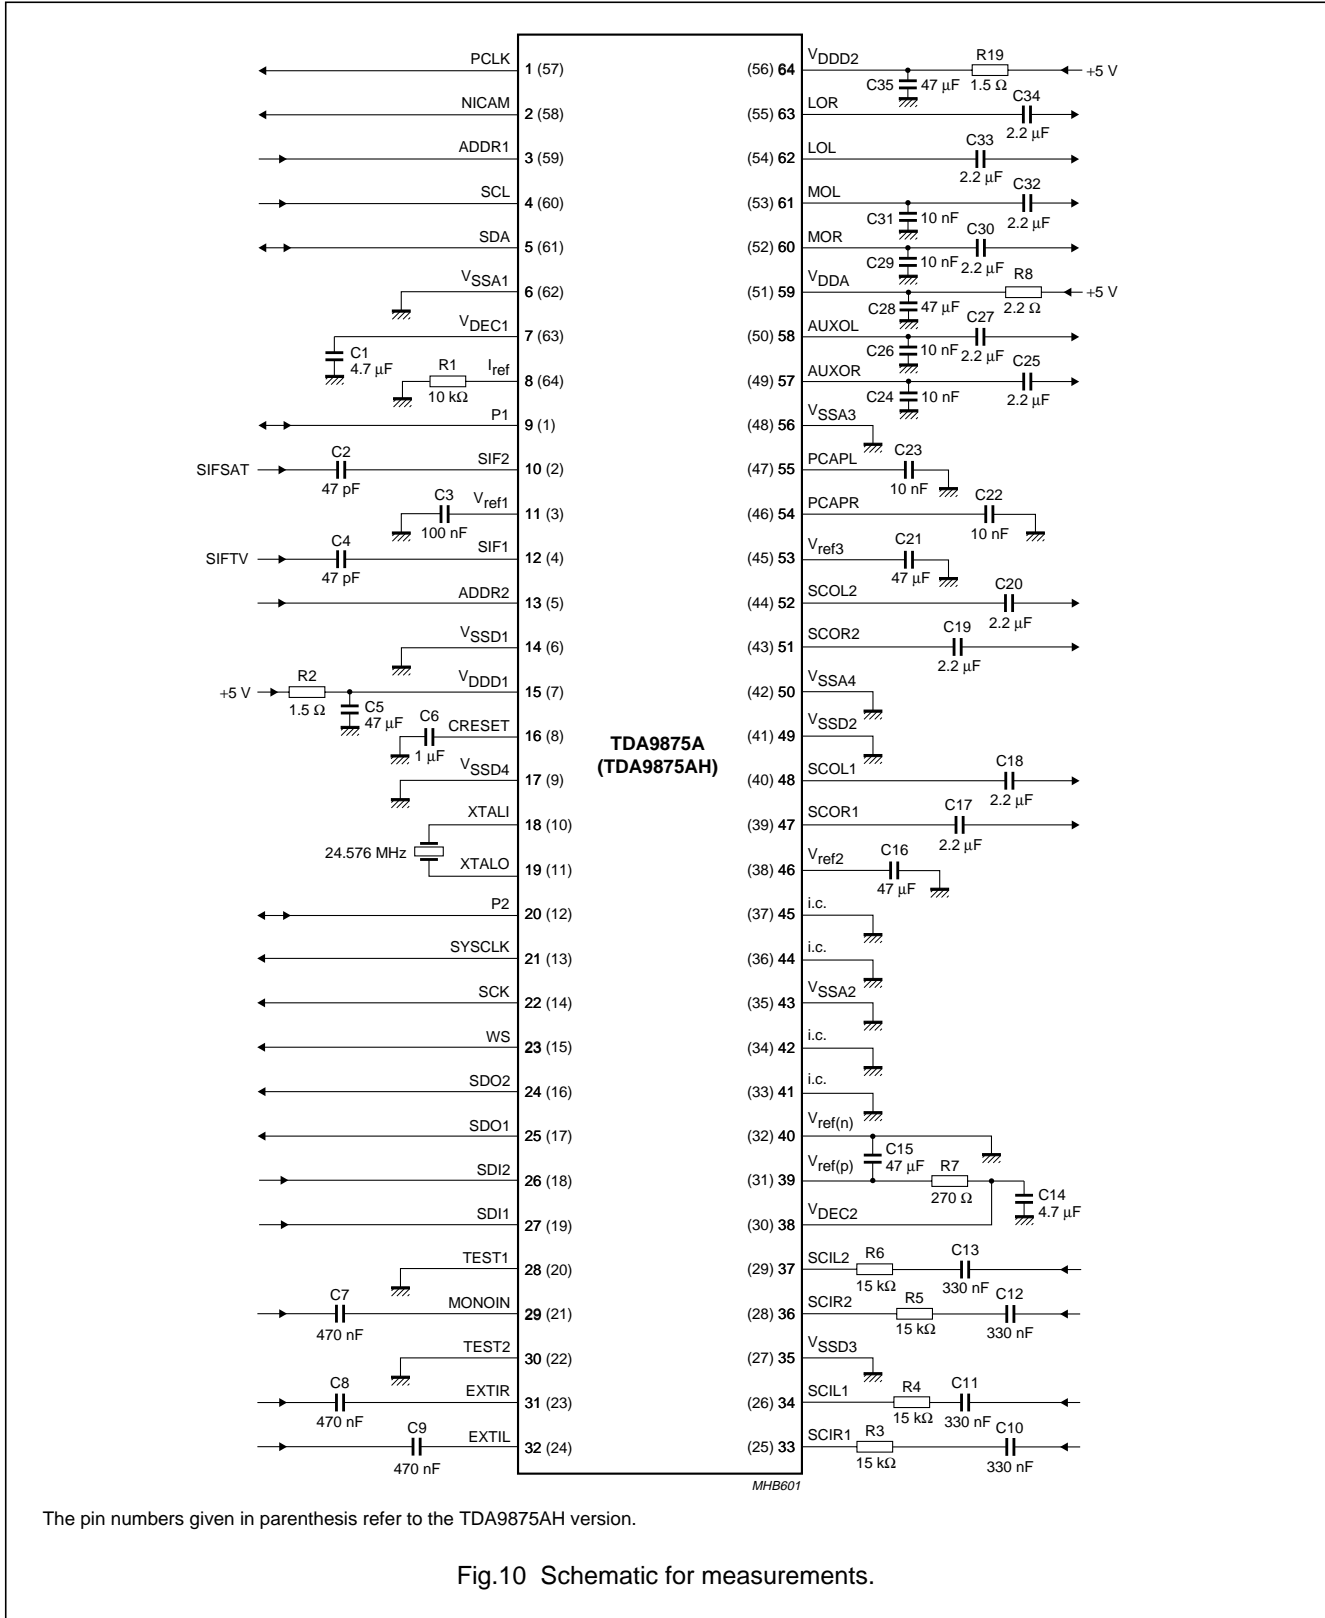 PCLK
1 (57)
NICAM
2 (58)
ADDR1
3 (59)
SCL
4 (60)
SDA
5 (61)
VSSA1
6 (62)
VDEC1
7 (63)
C1
4.7 µF
R1
10 kΩ
Iref
8 (64)
P1
9 (1)
SIFSAT
C2
47 pF
SIF2
10 (2)
C3
100 nF
Vref1
11 (3)
SIFTV
C4
47 pF
SIF1
12 (4)
ADDR2
13 (5)
VSSD1
14 (6)
+5 V
R2
1.5 Ω
VDDD1
15 (7)
C5
47 µF
C6
1 µF
CRESET
16 (8)
VSSD4
17 (9)
XTALI
18 (10)
24.576 MHz
XTALO
19 (11)
P2
20 (12)
SYSCLK
21 (13)
SCK
22 (14)
WS
23 (15)
SDO2
24 (16)
SDO1
25 (17)
SDI2
26 (18)
SDI1
27 (19)
TEST1
28 (20)
C7
470 nF
MONOIN
29 (21)
TEST2
30 (22)
C8
470 nF
EXTIR
31 (23)
C9
470 nF
EXTIL
32 (24)
TDA9875A
(TDA9875AH)
(56) 64
VDDD2
C35
47 µF
R19
1.5 Ω
+5 V
(55) 63
LOR
C34
2.2 µF
(54) 62
LOL
C33
2.2 µF
(53) 61
MOL
C31
10 nF
C32
2.2 µF
(52) 60
MOR
C29
10 nF
C30
2.2 µF
(51) 59
VDDA
C28
47 µF
R8
2.2 Ω
+5 V
(50) 58
AUXOL
C26
10 nF
C27
2.2 µF
(49) 57
AUXOR
C24
10 nF
C25
2.2 µF
(48) 56
VSSA3
(47) 55
PCAPL
C23
10 nF
(46) 54
PCAPR
C22
10 nF
(45) 53
Vref3
C21
47 µF
(44) 52
SCOL2
C20
2.2 µF
(43) 51
SCOR2
C19
2.2 µF
(42) 50
VSSA4
(41) 49
VSSD2
(40) 48
SCOL1
C18
2.2 µF
(39) 47
SCOR1
C17
2.2 µF
(38) 46
Vref2
C16
47 µF
(37) 45
i.c.
(36) 44
i.c.
(35) 43
VSSA2
(34) 42
i.c.
(33) 41
i.c.
(32) 40
Vref(n)
C15
47 µF
(31) 39
Vref(p)
R7
270 Ω
C14
4.7 µF
(30) 38
VDEC2
(29) 37
SCIL2
R6
15 kΩ
C13
330 nF
(28) 36
SCIR2
R5
15 kΩ
C12
330 nF
(27) 35
VSSD3
(26) 34
SCIL1
R4
15 kΩ
C11
330 nF
(25) 33
SCIR1
R3
15 kΩ
C10
330 nF
MHB601
The pin numbers given in parenthesis refer to the TDA9875AH version.
Fig.10 Schematic for measurements.